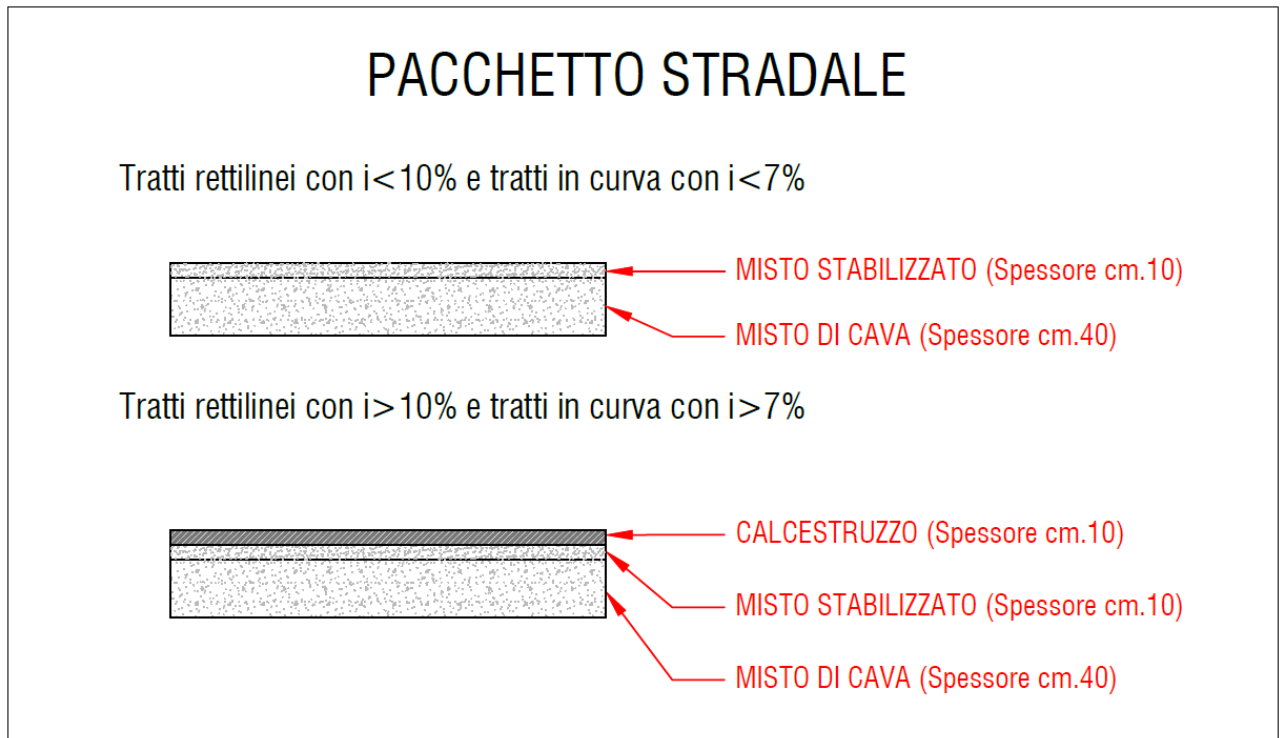 PACCHETTO STRADALE
Tratti rettilinei con i<10% e tratti in curva con i<7%
MISTO STABILIZZATO (Spessore cm.10)
MISTO DI CAVA (Spessore cm.40)
Tratti rettilinei con i>10% e tratti in curva con i>7%
CALCESTRUZZO (Spessore cm.10)
MISTO STABILIZZATO (Spessore cm.10)
MISTO DI CAVA (Spessore cm.40)